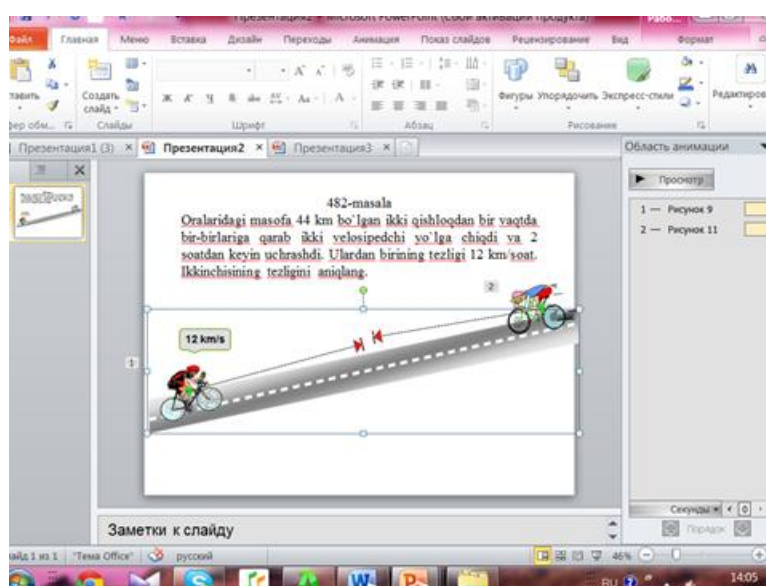 Презентация2 - Microsoft PowerPoint (Сбой активации продукта)
Рабо...
Файл Главная Меню Вставка Дизайн Переходы Анимация Показ слайдов Рецензирование Вид Формат
Создать слайд
Фигуры Упорядочить Экспресс-стили
Слайды Шрифт Абзац Рисование
Презентация1 (3) Презентация2 Презентация3
Область анимации
Просмотр
1 — Рисунок 9
2 — Рисунок 11
482-masala
Oralaridagi masofa 44 km bo`lgan ikki qishloqdan bir vaqtda
bir-birlariga qarab ikki velosipedchi yo`lga chiqdi va 2
soatdan keyin uchrashdi. Ulardan birining tezligi 12 km/soat.
Ikkinchisining tezligini aniqlang.
2
12 km/s
1
Секунды 0
Порядок
Заметки к слайду
1 из 1 "Тема Office" русский 46%
RU 14:05